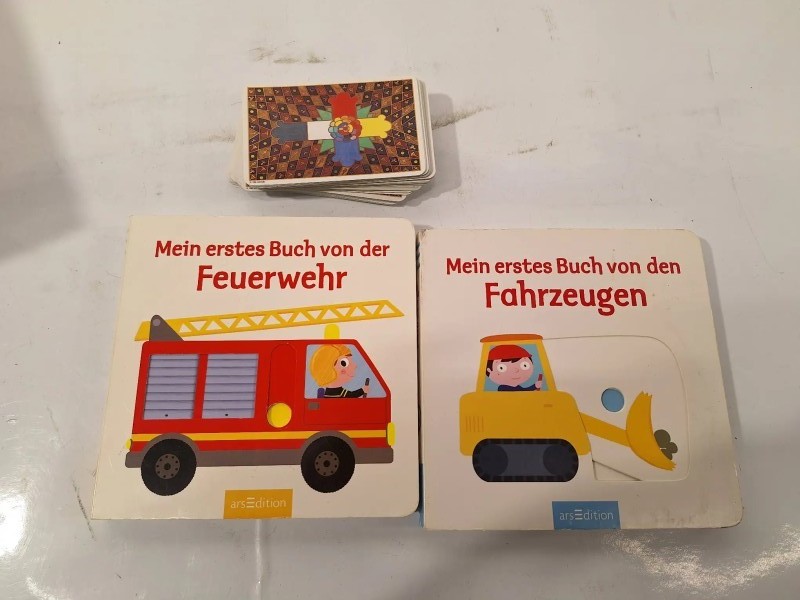 Mein erstes Buch von der
Feuerwehr
arsEdition
Mein erstes Buch von den
Fahrzeugen
arsEdition